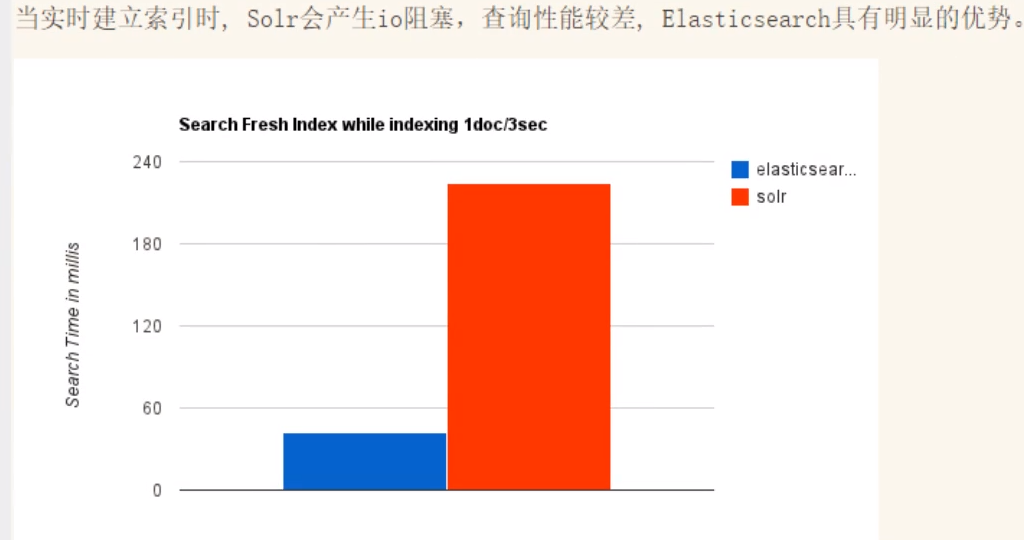 当实时建立索引时, Solr会产生io阻塞，查询性能较差, Elasticsearch具有明显的优势。
Search Fresh Index while indexing 1doc/3sec
240
180
120
60
0
Search Time in millis
elasticsear...
solr